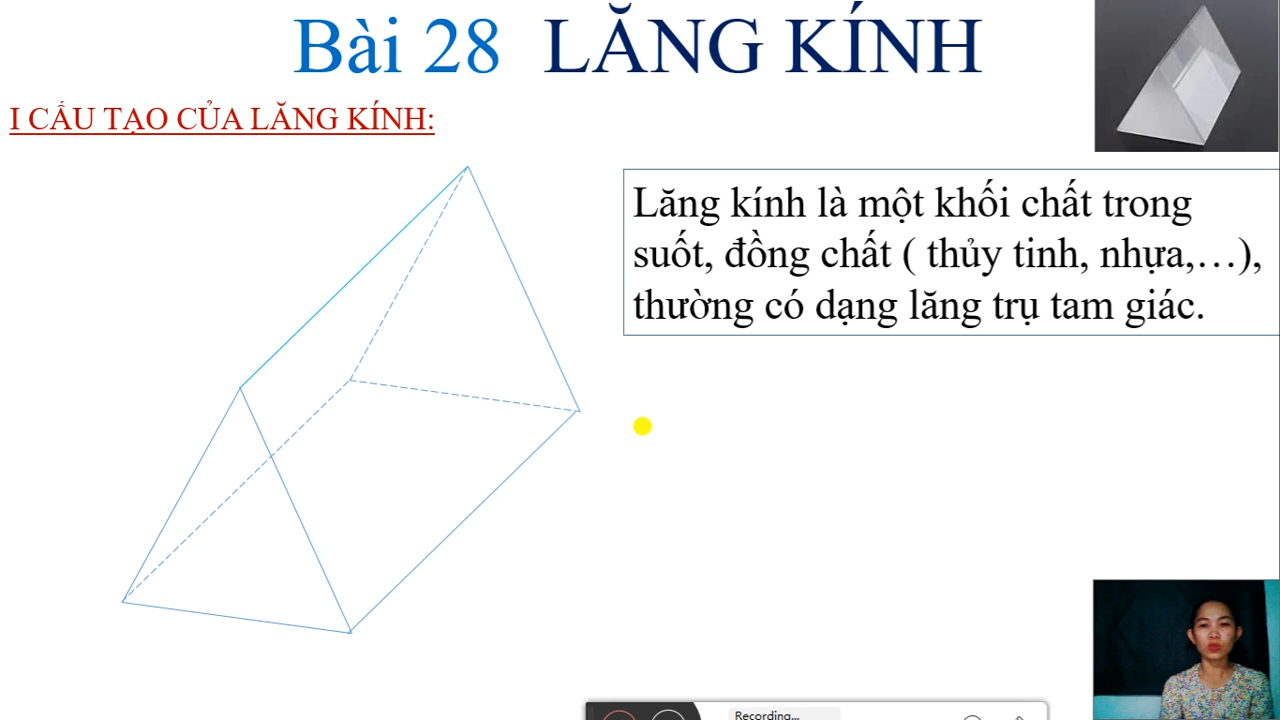 Bài 28 LĂNG KÍNH
I CẤU TẠO CỦA LĂNG KÍNH:
Lăng kính là một khối chất trong
suốt, đồng chất ( thủy tinh, nhựa,…),
thường có dạng lăng trụ tam giác.
Recording...